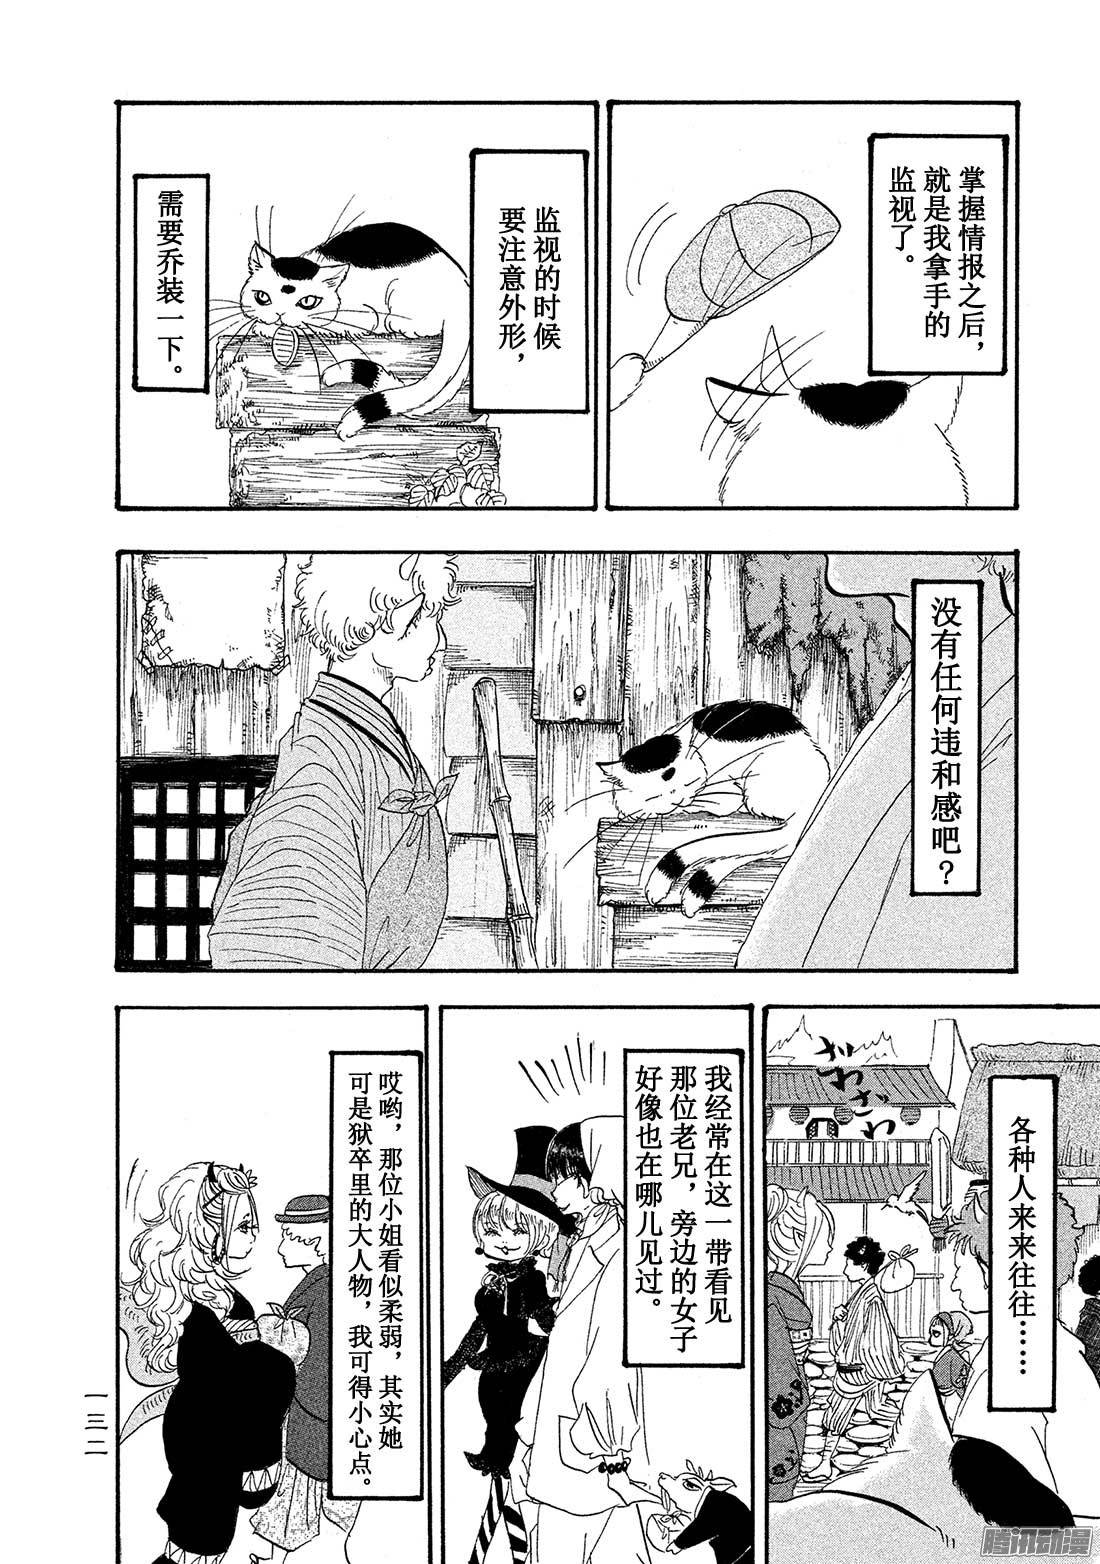 掌握情报之后，
就是我拿手的
监视了。
监视的时候
要注意外形，
需要乔装一下。
没有任何违和感吧？
各种人来来往往……
ざわざわ
我经常在这一带看见
那位老兄，旁边的女子
好像也在哪儿见过。
哎哟，那位小姐看似柔弱，其实她
可是狱卒里的大人物，我可得小心点。
一三二
腾讯动漫